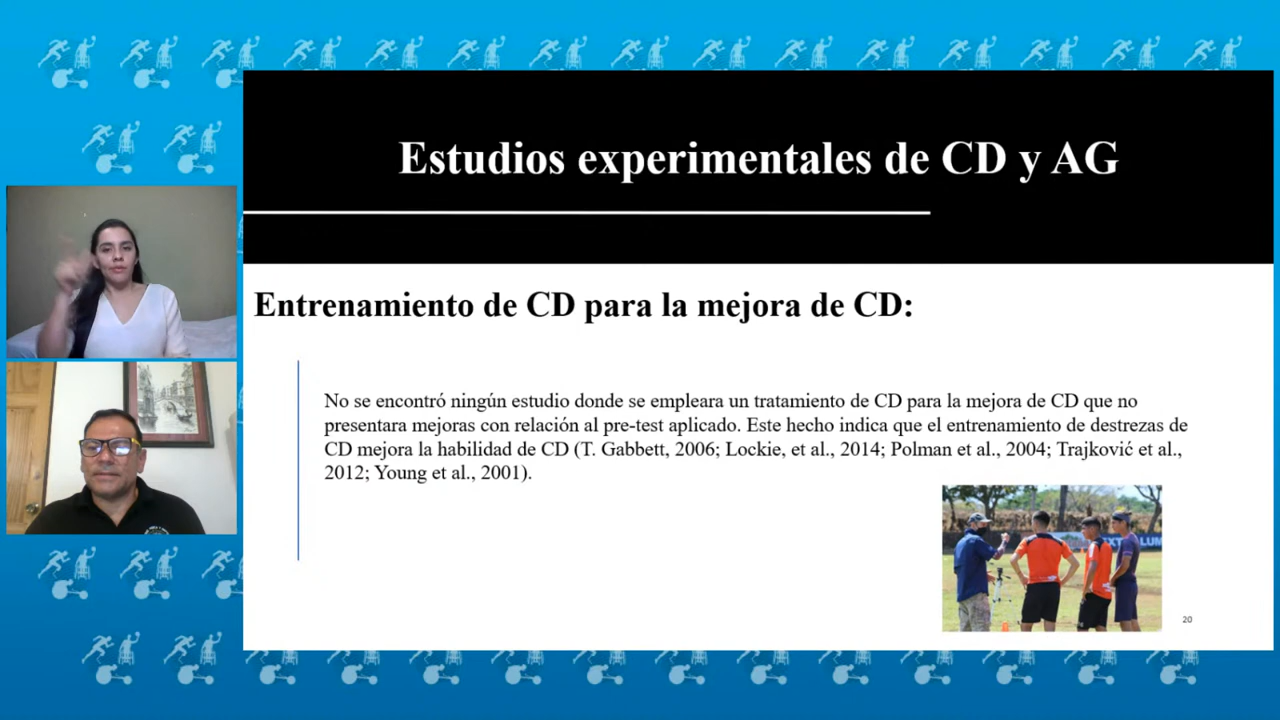 Estudios experimentales de CD y AG
Entrenamiento de CD para la mejora de CD:
No se encontró ningún estudio donde se empleara un tratamiento de CD para la mejora de CD que no
presentara mejoras con relación al pre-test aplicado. Este hecho indica que el entrenamiento de destrezas de
CD mejora la habilidad de CD (T. Gabbett, 2006; Lockie, et al., 2014; Polman et al., 2004; Trajković et al.,
2012; Young et al., 2001).
LUM
20